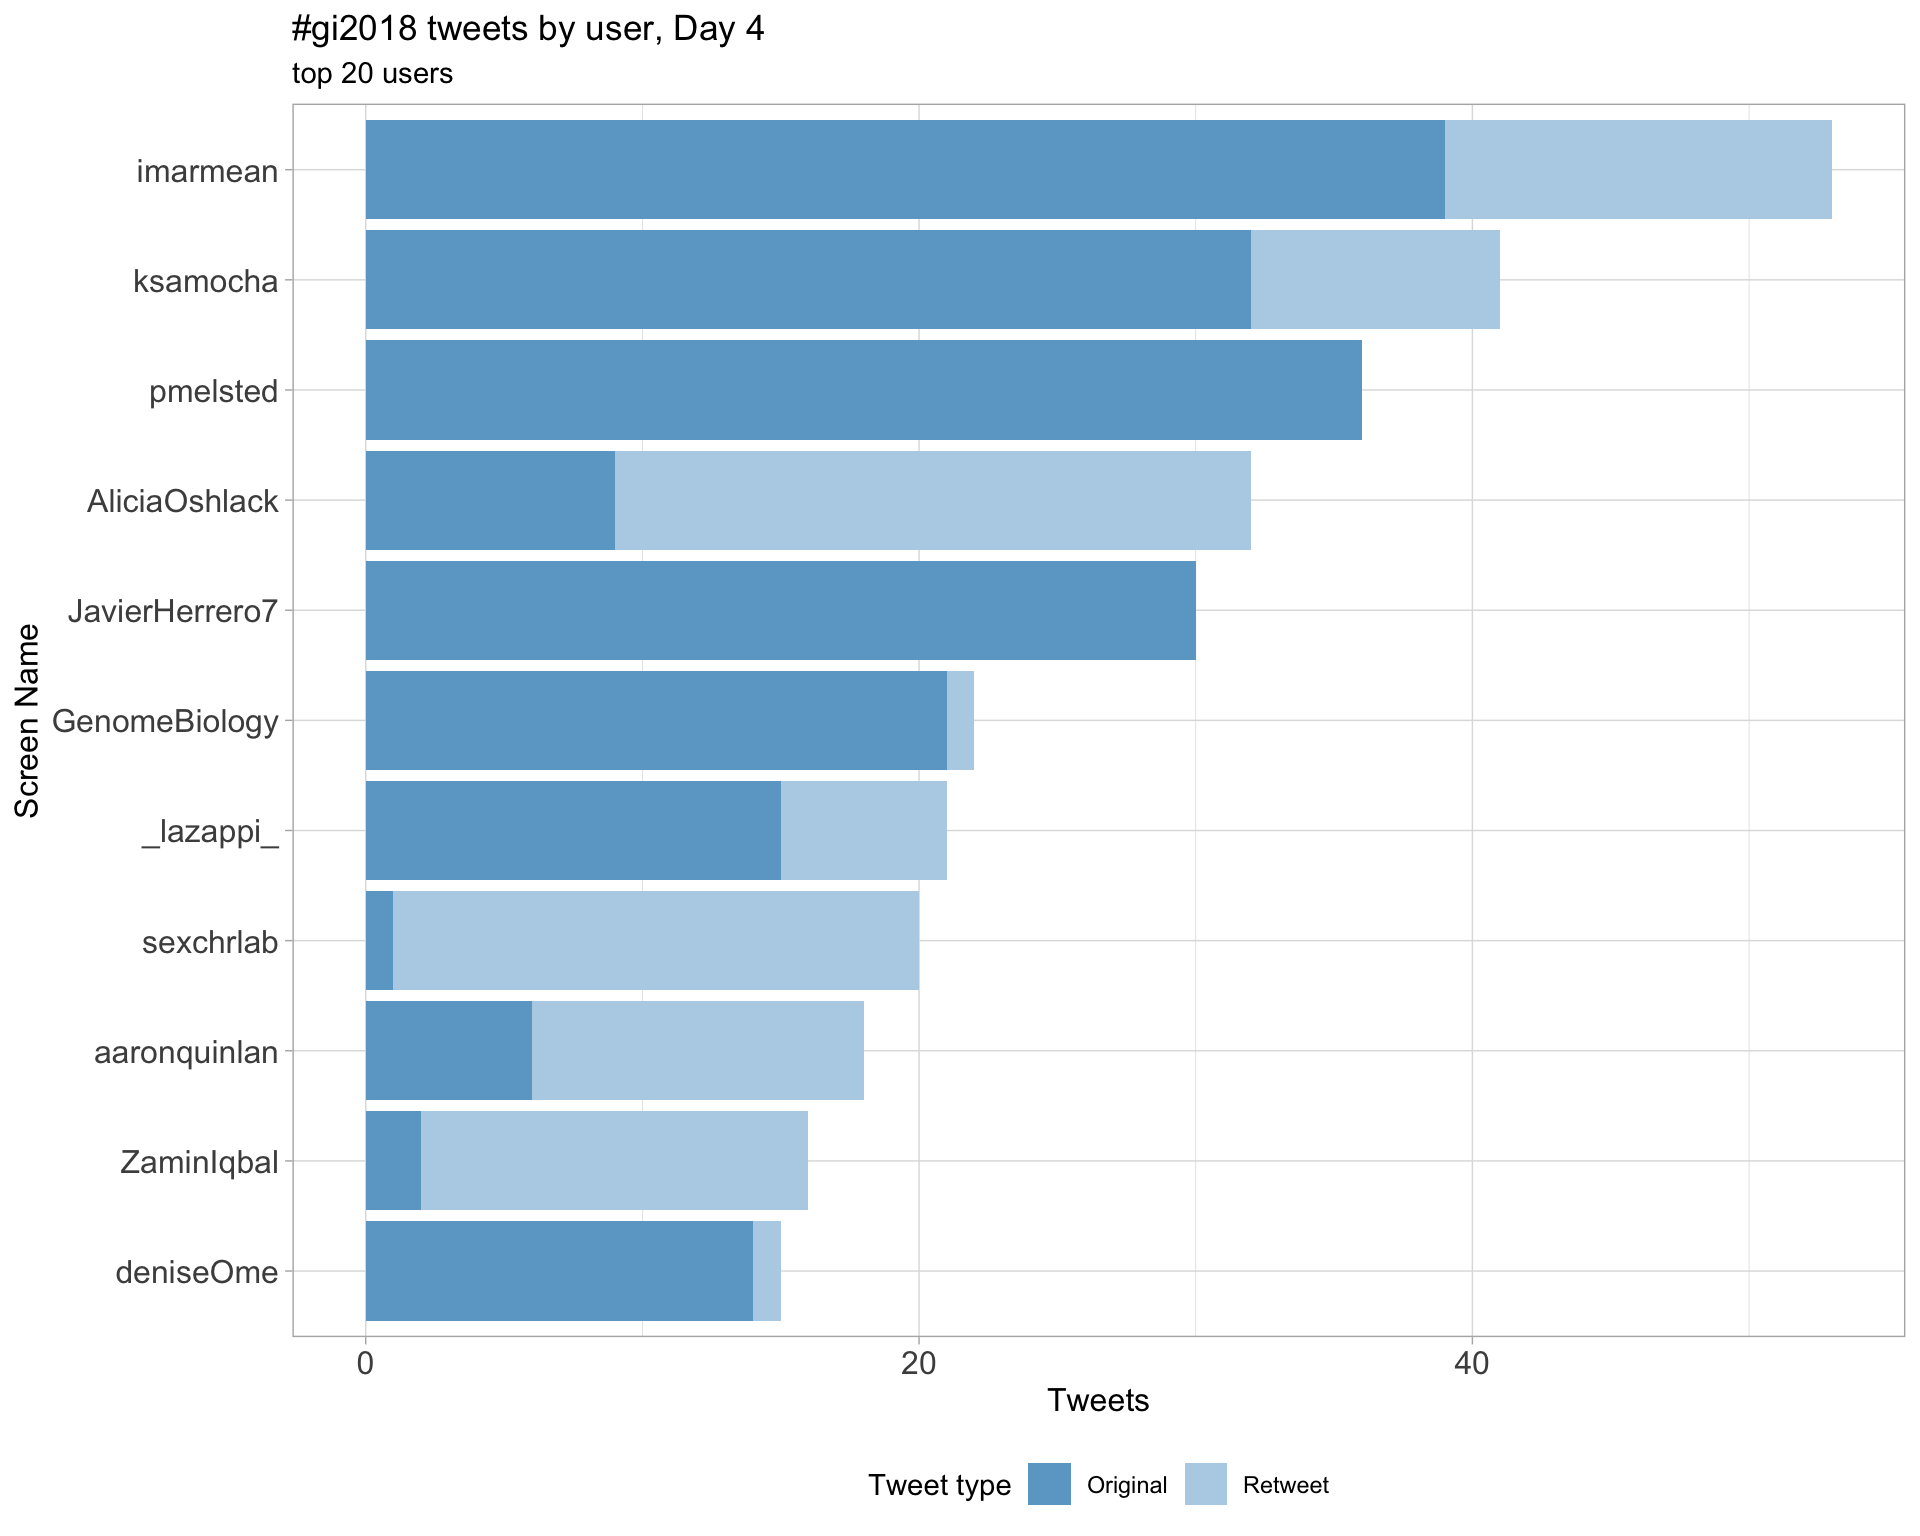 #gi2018 tweets by user, Day 4
top 20 users
Screen Name
imarmean
ksamocha
pmelsted
AliciaOshlack
JavierHerrero7
GenomeBiology
_lazappi_
sexchrlab
aaronquinlan
ZaminIqbal
deniseOme
0 20 40
Tweets
Tweet type Original Retweet